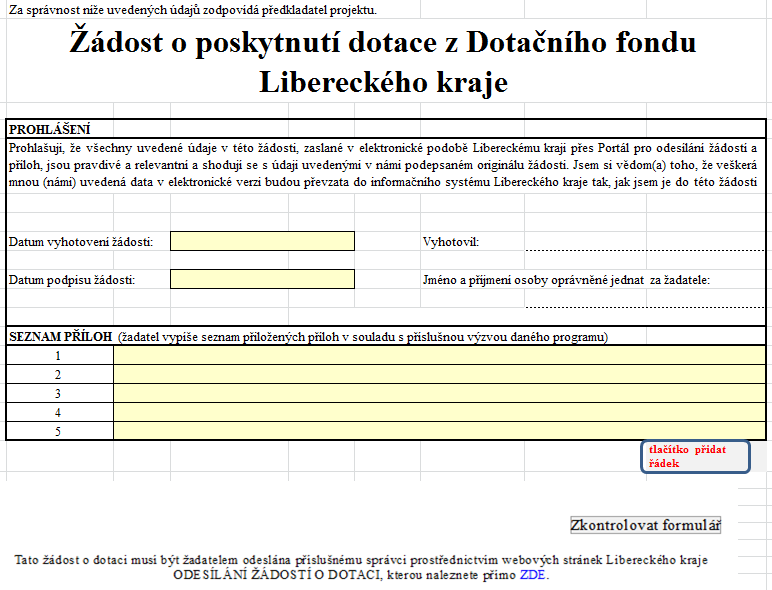 Za správnost níže uvedených údajů zodpovídá předkladatel projektu.
Žádost o poskytnutí dotace z Dotačního fondu
Libereckého kraje
PROHLÁŠENÍ
Prohlašuji, že všechny uvedené údaje v této žádosti, zaslané v elektronické podobě Libereckému kraji přes Portál pro odesílání žádostí a
příloh, jsou pravdivé a relevantní a shodují se s údaji uvedenými v námi podepsaném originálu žádosti. Jsem si vědom(a) toho, že veškerá
mnou (námi) uvedená data v elektronické verzi budou převzata do informačního systému Libereckého kraje tak, jak jsem je do této žádosti
Datum vyhotovení žádosti:
Vyhotovil:
Datum podpisu žádosti:
Jméno a příjmení osoby oprávněné jednat za žadatele:
SEZNAM PŘÍLOH (žadatel vypíše seznam přiložených příloh v souladu s příslušnou výzvou daného programu)
1
2
3
4
5
tlačítko přidat
řádek
Zkontrolovat formulář
Tato žádost o dotaci musí být žadatelem odeslána příslušnému správci prostřednictvím webových stránek Libereckého kraje
ODESÍLÁNÍ ŽÁDOSTÍ O DOTACI, kterou naleznete přímo ZDE.